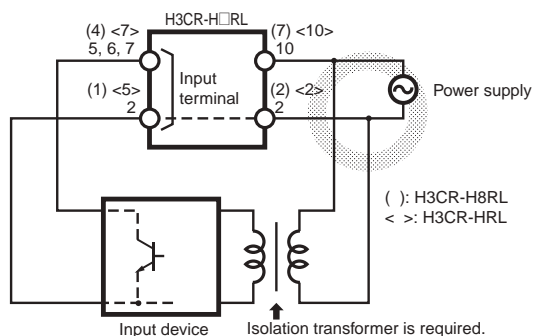 H3CR-H□RL
(4) <7>
(7) <10>
5, 6, 7
10
Input
terminal
(1) <5>
(2) <2>
2
2
Power supply
( ): H3CR-H8RL
< >: H3CR-HRL
Input device
Isolation transformer is required.